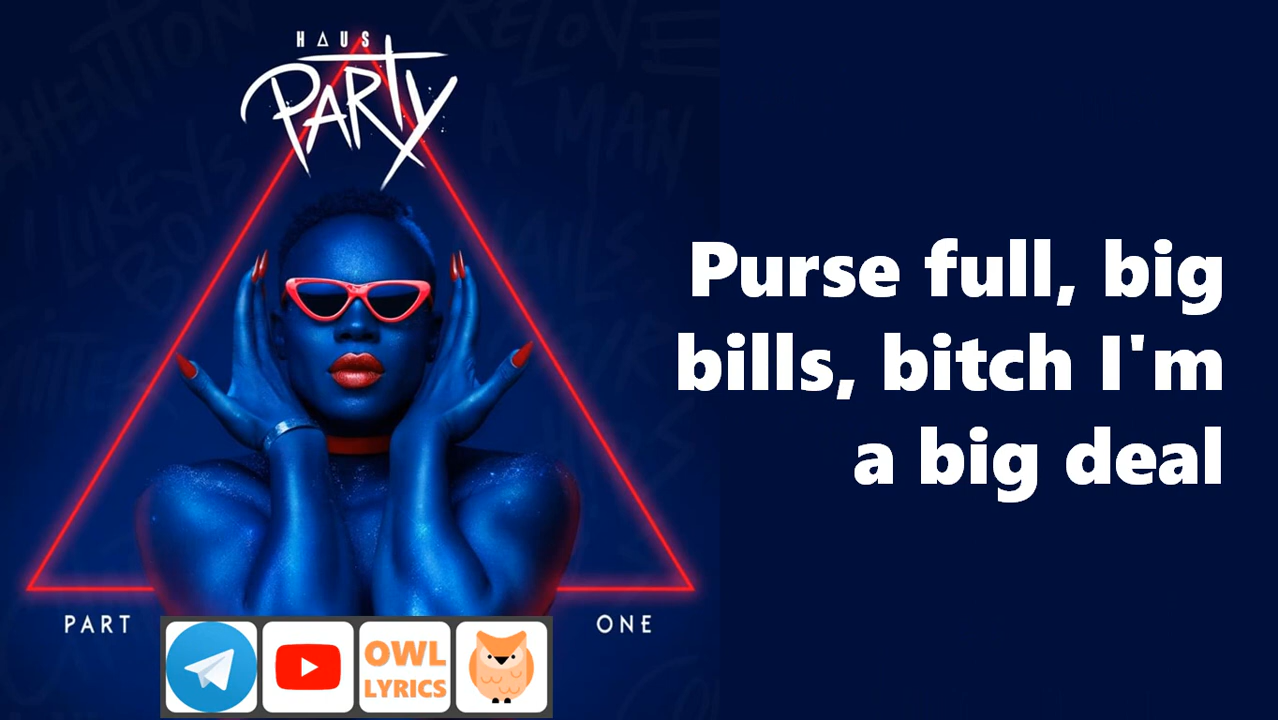 HAUS
PARTY
PART
ONE
OWL
LYRICS
Purse full, big
bills, bitch I'm
a big deal